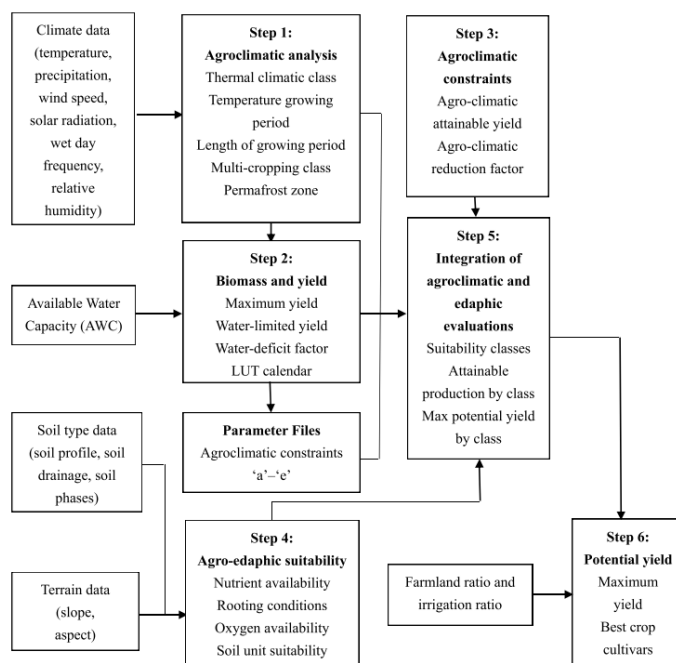 Climate data
(temperature,
precipitation,
wind speed,
solar radiation,
wet day
frequency,
relative
humidity)
Step 1:
Agroclimatic analysis
Thermal climatic class
Temperature growing
period
Length of growing period
Multi-cropping class
Permafrost zone
Step 3:
Agroclimatic
constraints
Agro-climatic
attainable yield
Agro-climatic
reduction factor
Available Water
Capacity (AWC)
Step 2:
Biomass and yield
Maximum yield
Water-limited yield
Water-deficit factor
LUT calendar
Step 5:
Integration of
agroclimatic and
edaphic
evaluations
Suitability classes
Attainable
production by class
Max potential yield
by class
Parameter Files
Agroclimatic constraints
‘a’–‘e’
Soil type data
(soil profile, soil
drainage, soil
phases)
Terrain data
(slope,
aspect)
Step 4:
Agro-edaphic suitability
Nutrient availability
Rooting conditions
Oxygen availability
Soil unit suitability
Farmland ratio and
irrigation ratio
Step 6:
Potential yield
Maximum
yield
Best crop
cultivars